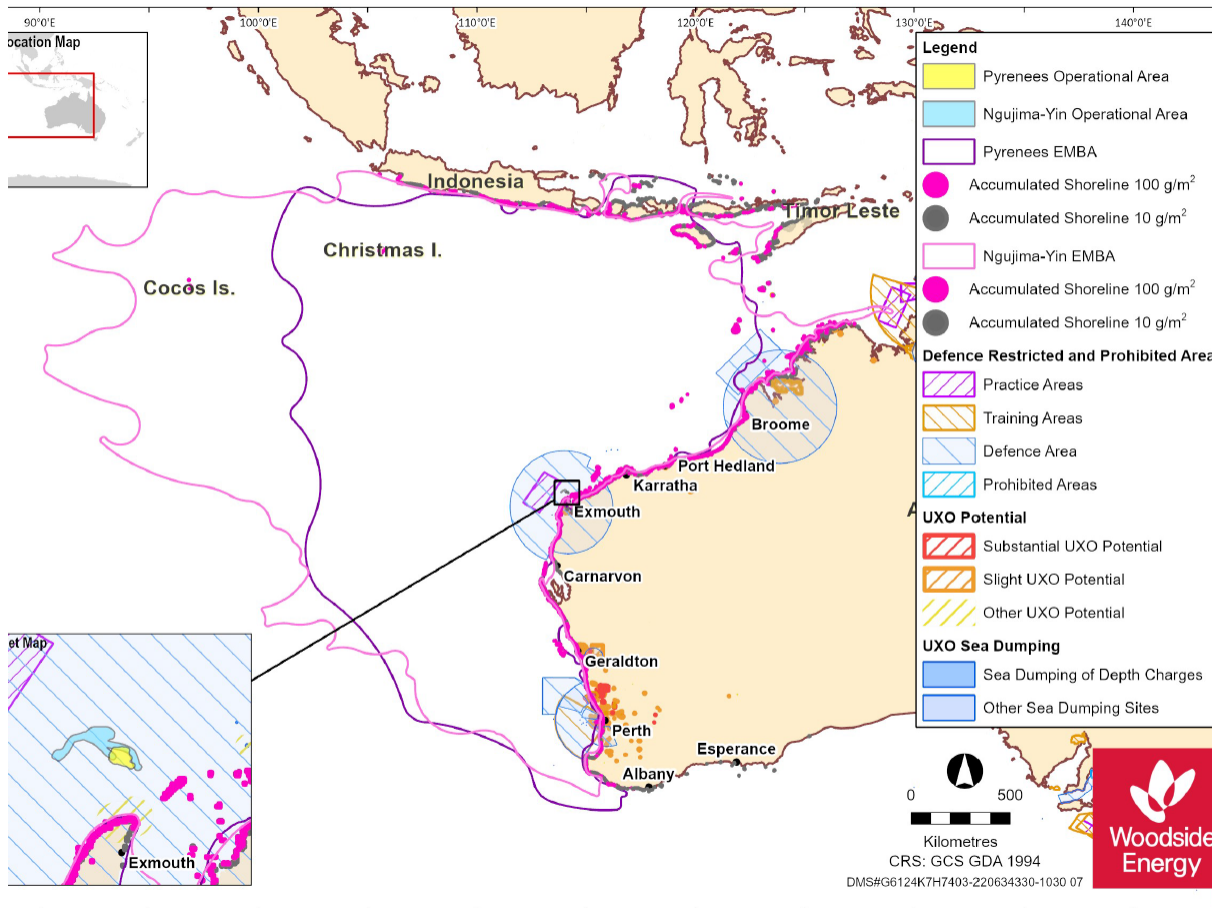 100°0'E
110°0'E
120°0'E
130°0'E
140°0'E
90°0'E
ocation Map
Legend
Pyrenees Operational Area
Ngujima-Yin Operational Area
Pyrenees EMBA
Accumulated Shoreline 100 g/m²
Accumulated Shoreline 10 g/m²
Ngujima-Yin EMBA
Accumulated Shoreline 100 g/m²
Accumulated Shoreline 10 g/m²
Defence Restricted and Prohibited Area
Practice Areas
Training Areas
Defence Area
Prohibited Areas
UXO Potential
Substantial UXO Potential
Slight UXO Potential
Other UXO Potential
UXO Sea Dumping
Sea Dumping of Depth Charges
Other Sea Dumping Sites
Indonesia
Timor Leste
Christmas I.
Cocos Is.
Broome
Port Hedland
Karratha
Exmouth
Carnarvon
Geraldton
Perth
Esperance
Albany
et Map
Exmouth
0 500
Kilometres
CRS: GCS GDA 1994
DMS#G6124K7H7403-220634330-1030 07
Woodside
Energy